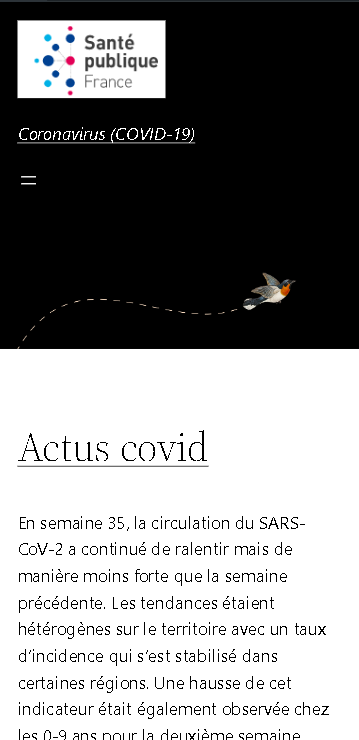 Santé
publique
France
Coronavirus (COVID-19)
Actus covid
En semaine 35, la circulation du SARS-
CoV-2 a continué de ralentir mais de
manière moins forte que la semaine
précédente. Les tendances étaient
hétérogènes sur le territoire avec un taux
d'incidence qui s'est stabilisé dans
certaines régions. Une hausse de cet
indicateur était également observée chez
les 0-9 ans pour la deuxième semaine